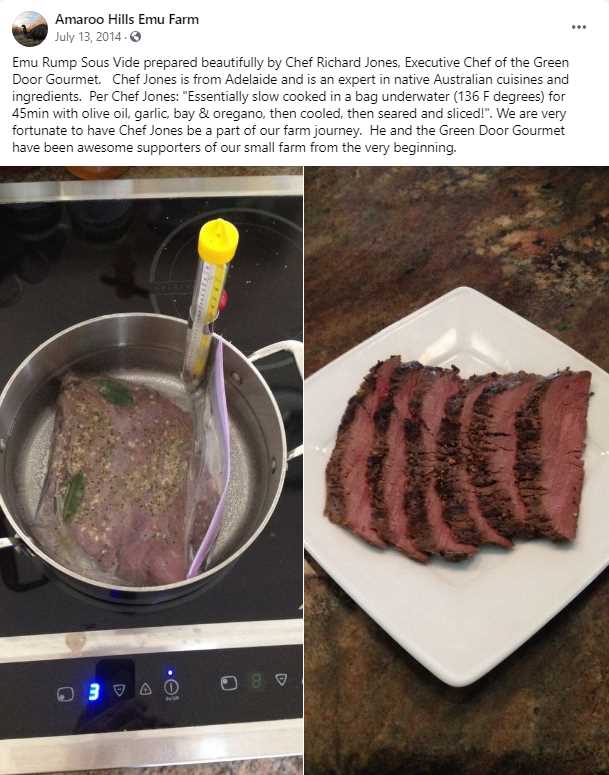 Amaroo Hills Emu Farm
July 13, 2014 ·
Emu Rump Sous Vide prepared beautifully by Chef Richard Jones, Executive Chef of the Green
Door Gourmet.   Chef Jones is from Adelaide and is an expert in native Australian cuisines and
ingredients.  Per Chef Jones: "Essentially slow cooked in a bag underwater (136 F degrees) for
45min with olive oil, garlic, bay & oregano, then cooled, then seared and sliced!". We are very
fortunate to have Chef Jones be a part of our farm journey.  He and the Green Door Gourmet
have been awesome supporters of our small farm from the very beginning.
3
8